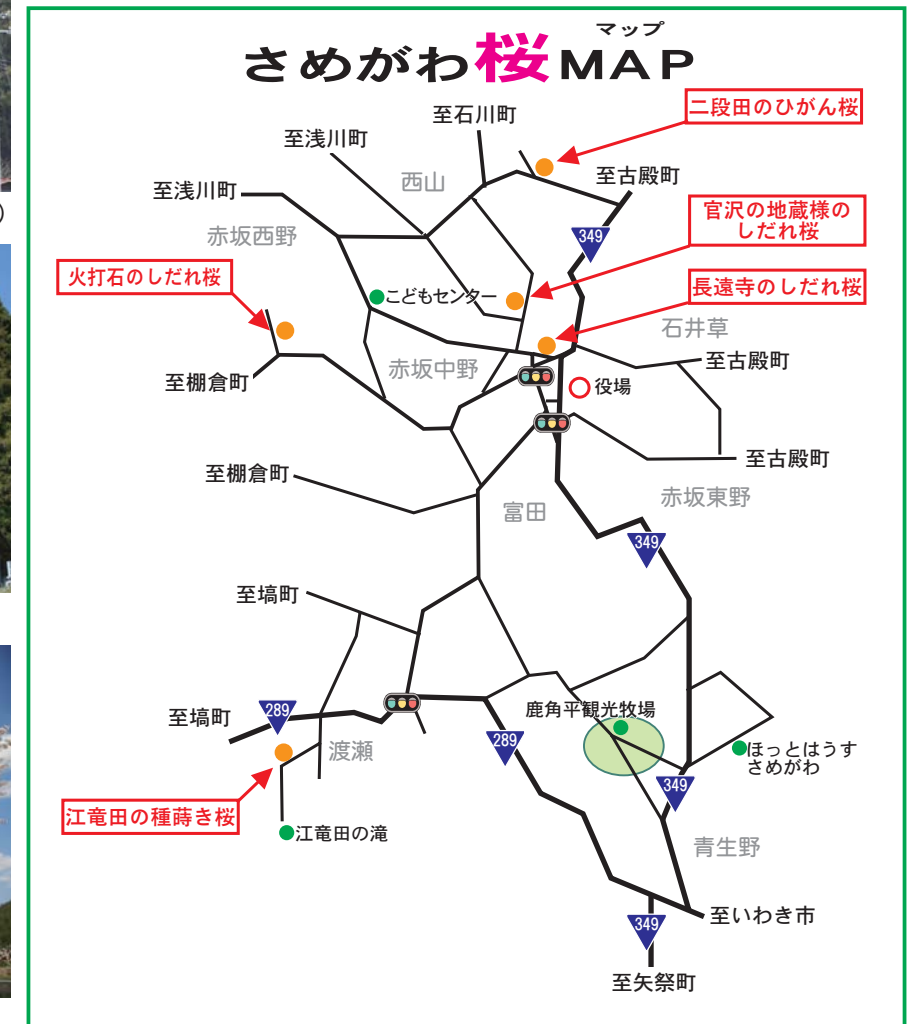 マップ
さめがわ桜MAP
二段田のひがん桜
至石川町
至浅川町
至古殿町
西山
至浅川町
官沢の地蔵様の
しだれ桜
赤坂西野
349
火打石のしだれ桜
こどもセンター
長遠寺のしだれ桜
石井草
至古殿町
赤坂中野
至棚倉町
役場
至古殿町
至棚倉町
赤坂東野
富田
349
至塙町
至塙町
289
鹿角平観光牧場
289
渡瀬
ほっとはうす
さめがわ
349
江竜田の種蒔き桜
江竜田の滝
青生野
至いわき市
349
至矢祭町
)